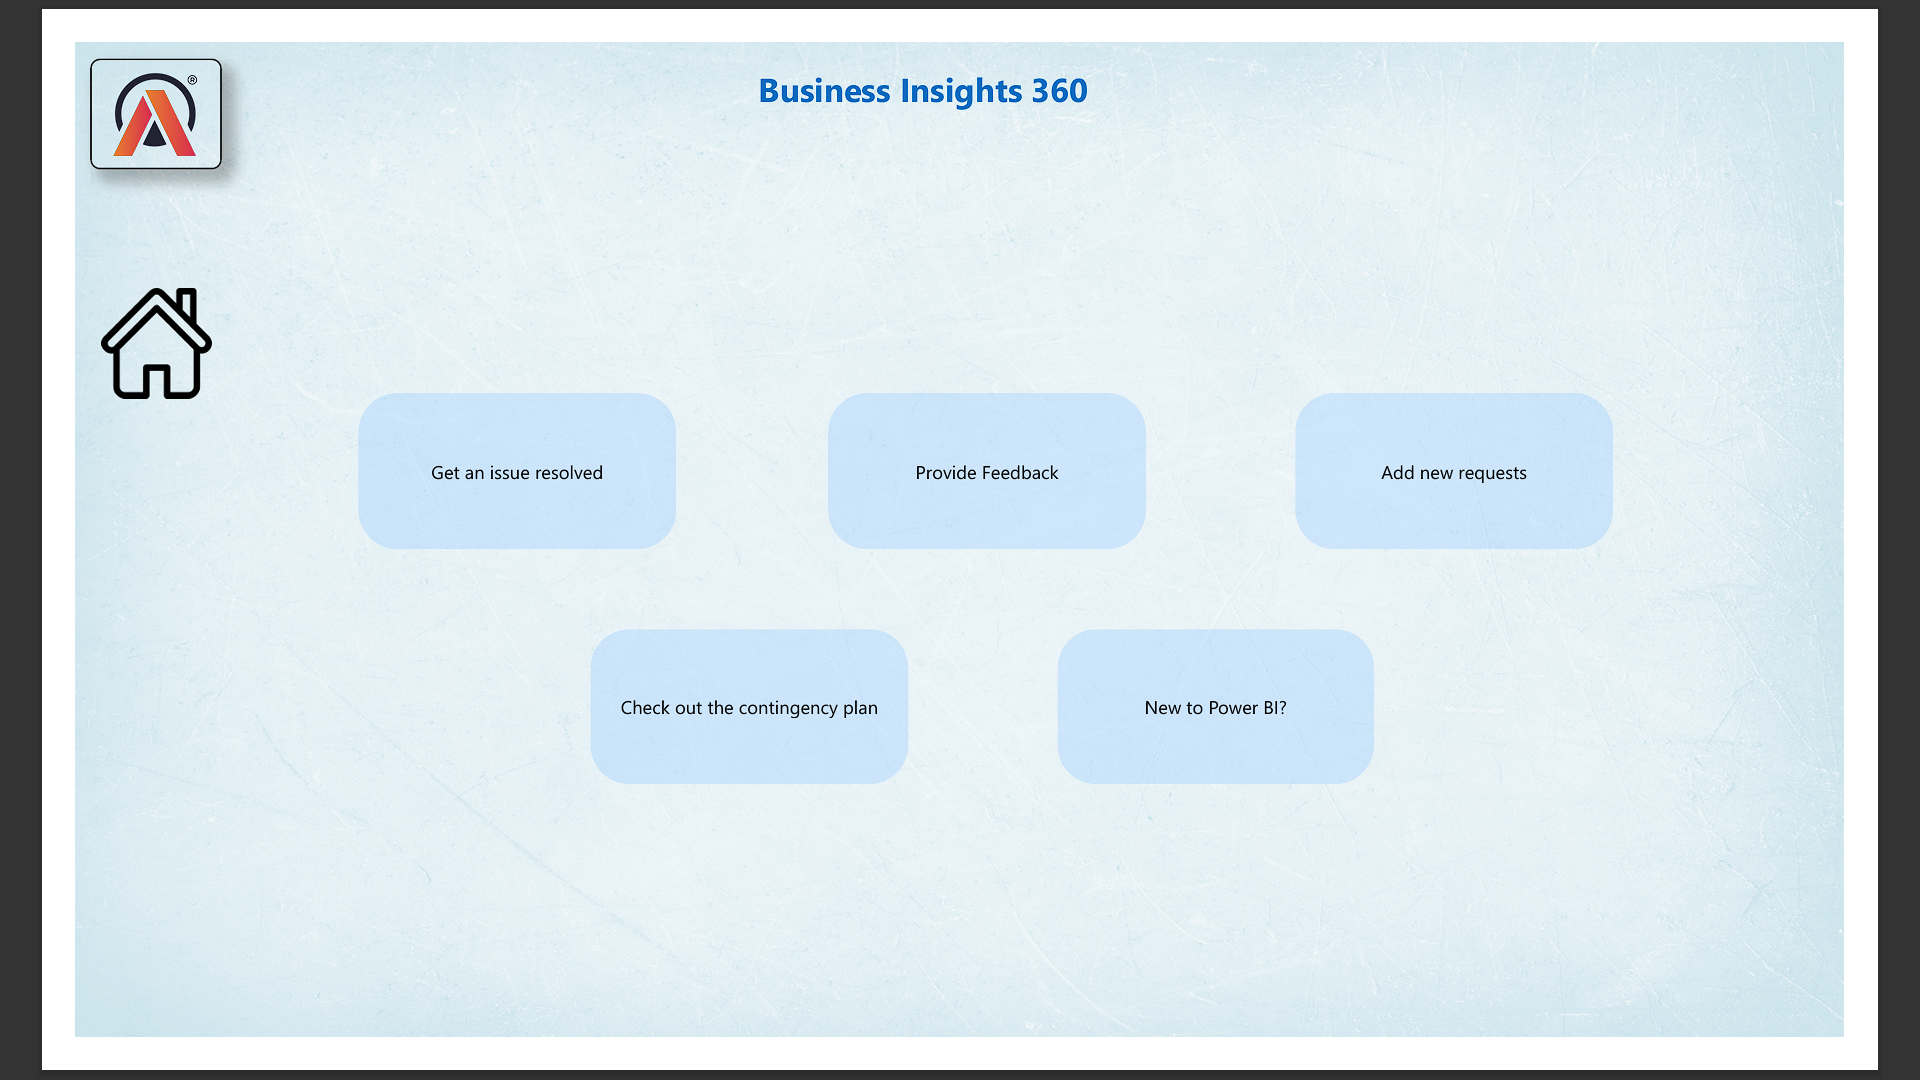 Business Insights 360
®
Get an issue resolved
Provide Feedback
Add new requests
Check out the contingency plan
New to Power BI?